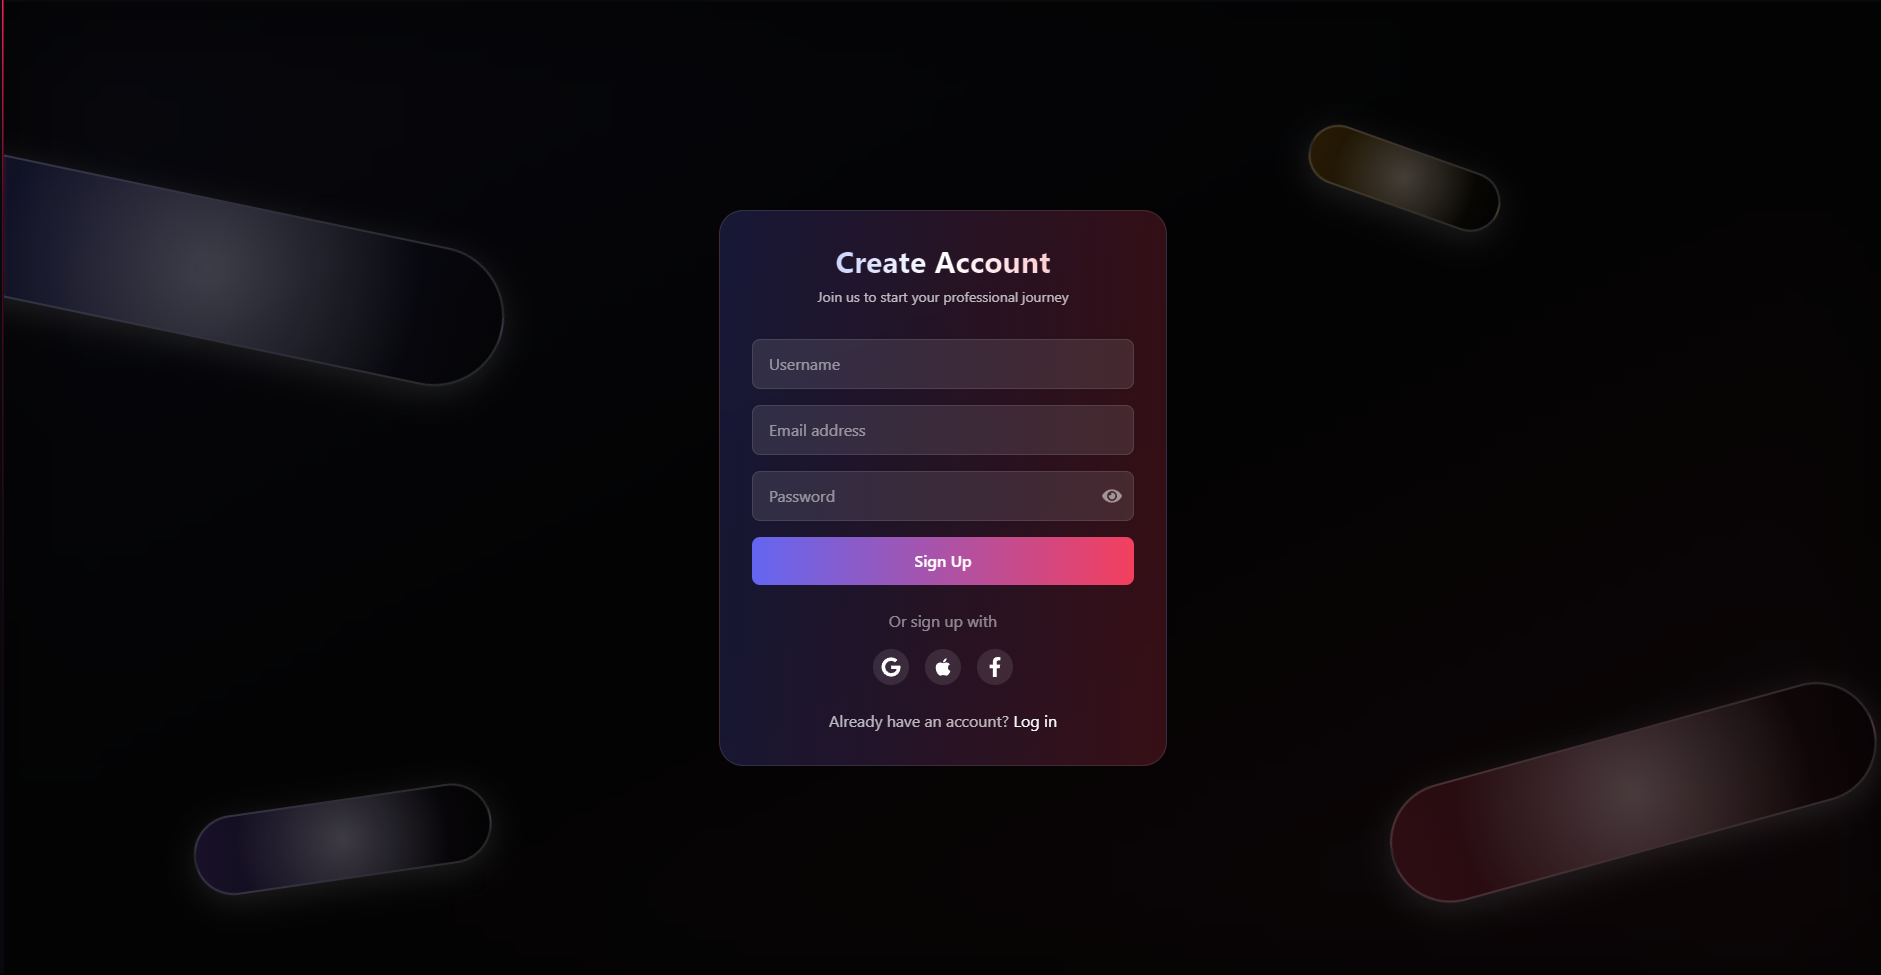 Create Account
Join us to start your professional journey
Username
Email address
Password
Sign Up
Or sign up with
Already have an account? Log in